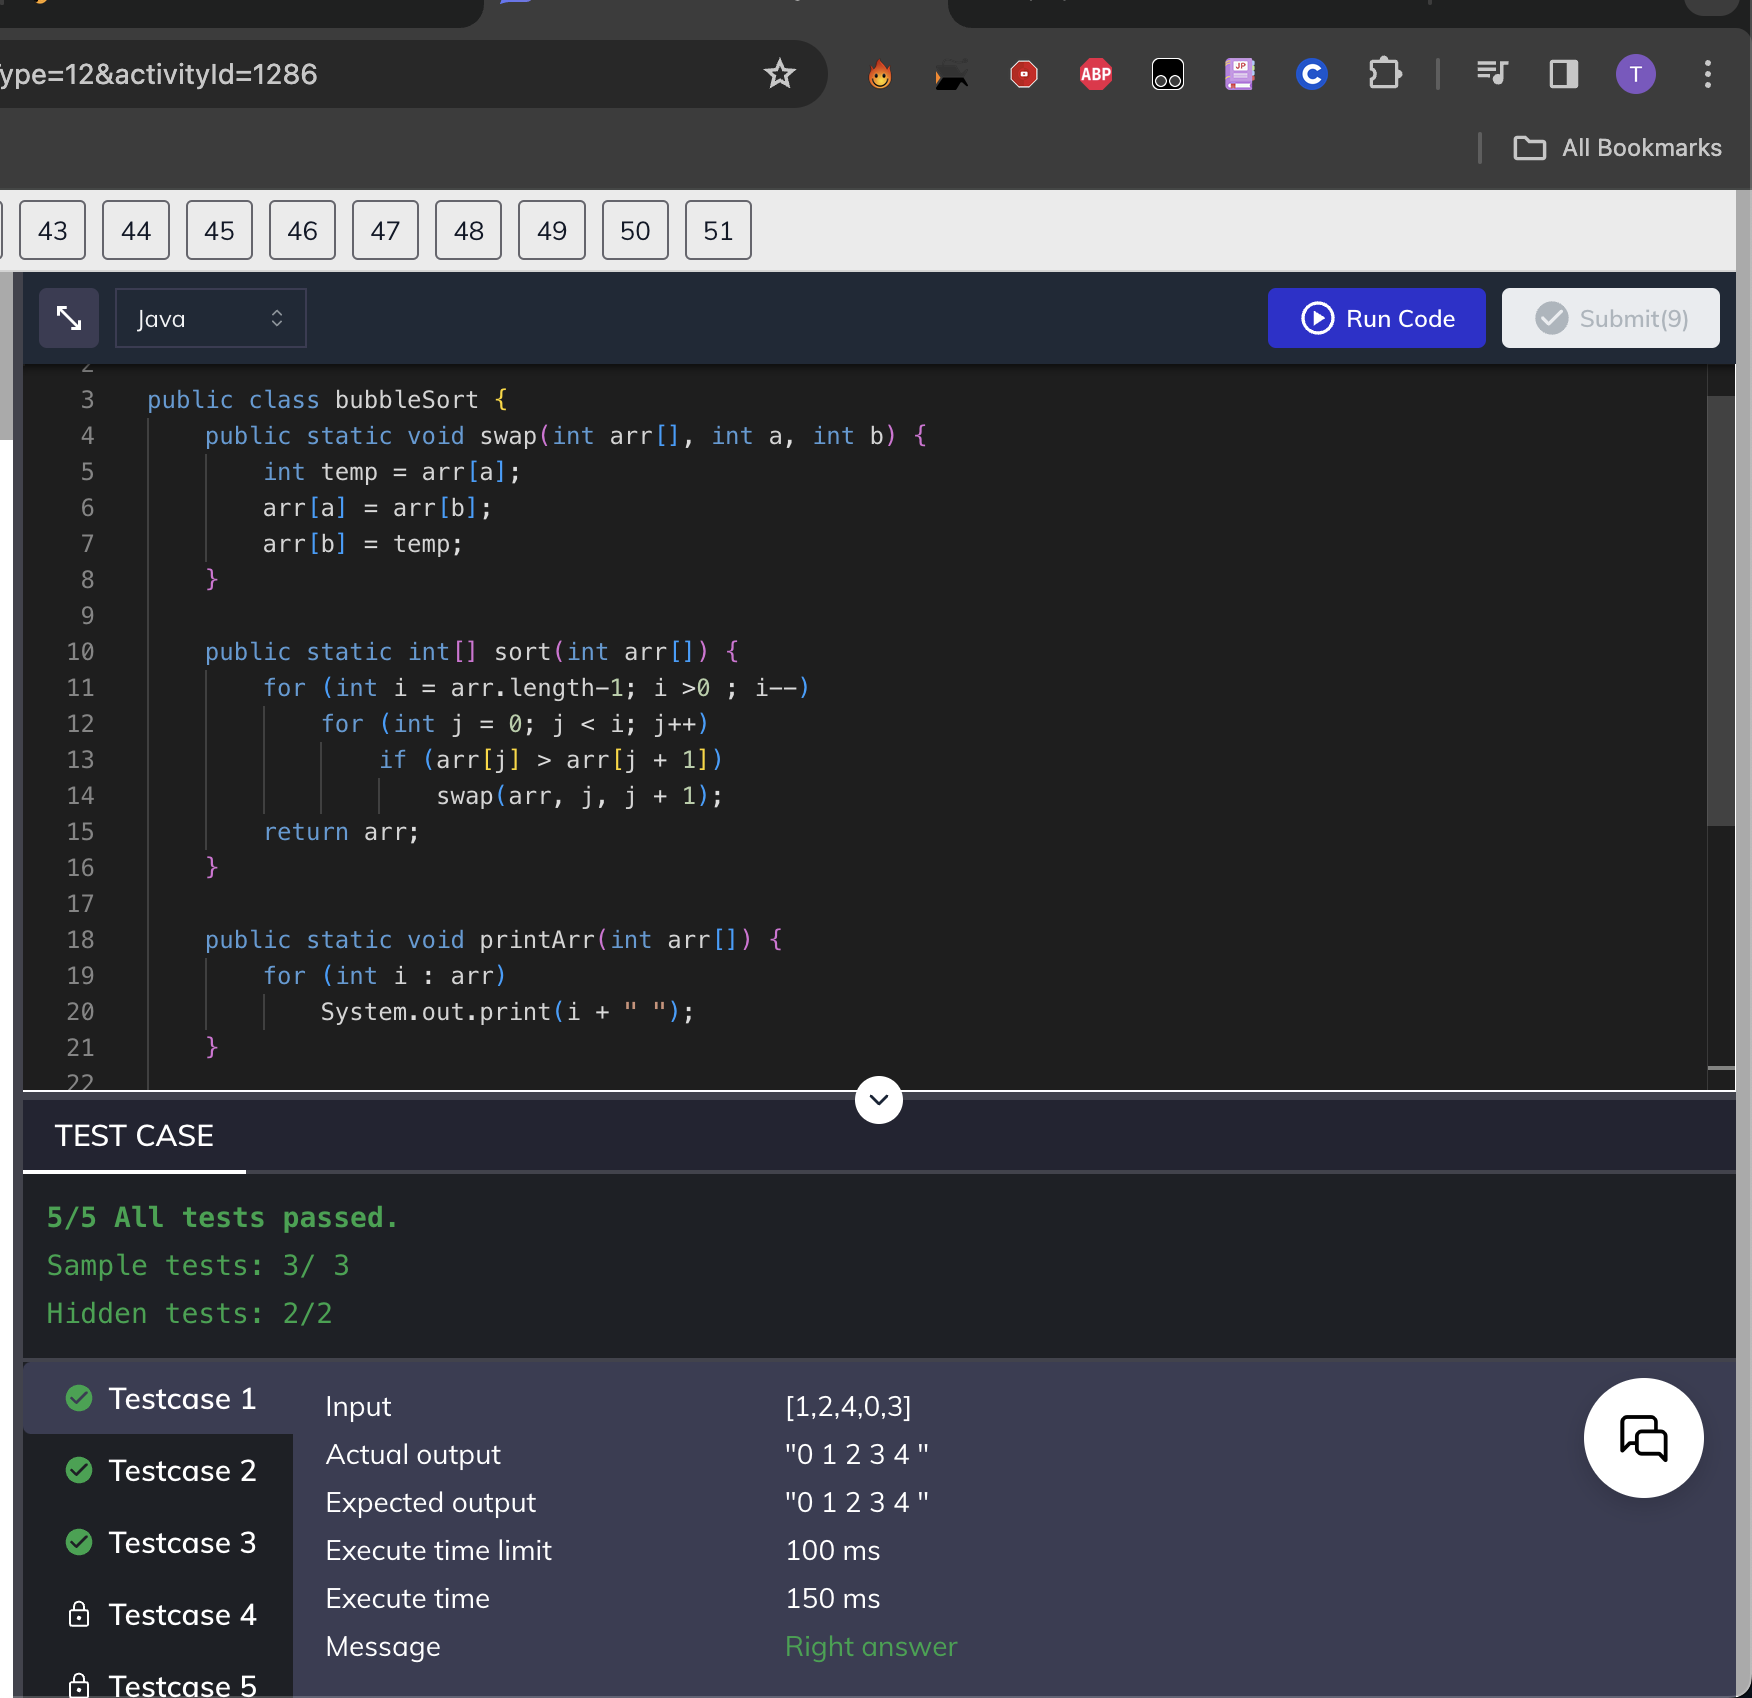 ype=12&activityId=1286
ABP
JP
C
T
All Bookmarks
43 44 45 46 47 48 49 50 51
Java
Run Code
Submit(9)
2
3 public class bubbleSort {
4 public static void swap(int arr[], int a, int b) {
5 int temp = arr[a];
6 arr[a] = arr[b];
7 arr[b] = temp;
8 }
9
10 public static int[] sort(int arr[]) {
11 for (int i = arr.length-1; i >0 ; i--)
12 for (int j = 0; j < i; j++)
13 if (arr[j] > arr[j + 1])
14 swap(arr, j, j + 1);
15 return arr;
16 }
17
18 public static void printArr(int arr[]) {
19 for (int i : arr)
20 System.out.print(i + " ");
21 }
22
TEST CASE
5/5 All tests passed.
Sample tests: 3/ 3
Hidden tests: 2/2
Testcase 1
Testcase 2
Testcase 3
Testcase 4
Testcase 5
Input [1,2,4,0,3]
Actual output "0 1 2 3 4 "
Expected output "0 1 2 3 4 "
Execute time limit 100 ms
Execute time 150 ms
Message Right answer